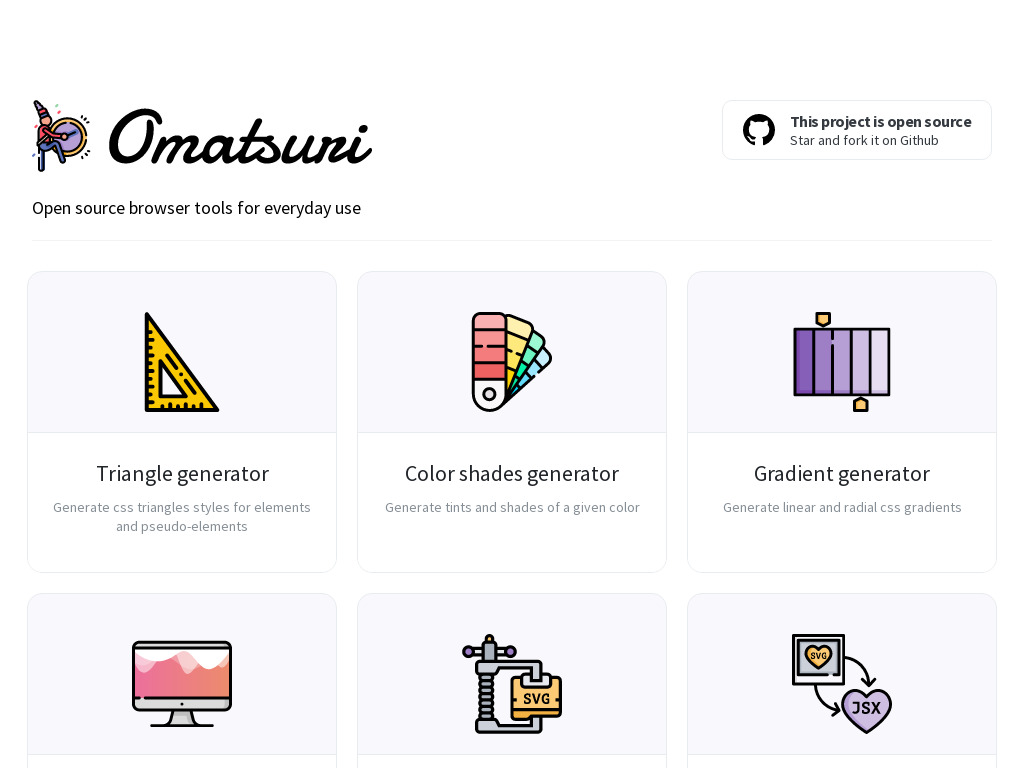 Omatsuri
This project is open source
Star and fork it on Github
Open source browser tools for everyday use
Triangle generator
Generate css triangles styles for elements
and pseudo-elements
Color shades generator
Generate tints and shades of a given color
Gradient generator
Generate linear and radial css gradients
SVG
SVG
JSX